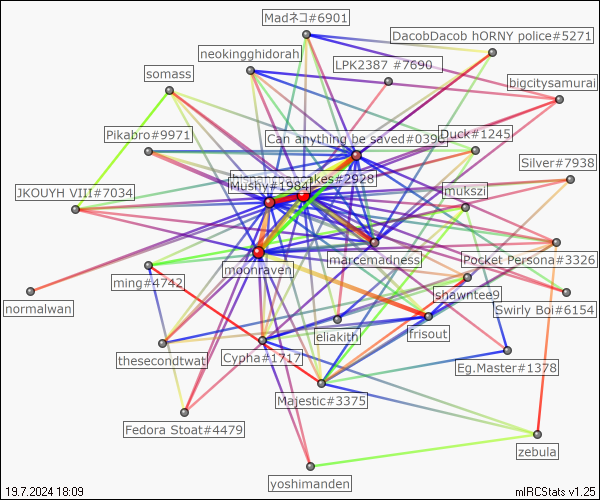 Madネコ#6901
DacobDacob hORNY police#5271
neokingghidorah
LPK2387 #7690
somass
bigcitysamurai
Pikabro#9971
Can anything be saved#0398
Duck#1245
Silver#7938
Mushy#1984
#2928
JKOUYH VIII#7034
mukszi
moonraven
marcemadness
Pocket Persona#3326
ming#4742
shawntee9
normalwan
Swirly Boi#6154
eliakith
frisout
thesecondtwat
Cypha#1717
Eg.Master#1378
Majestic#3375
Fedora Stoat#4479
zebula
yoshimanden
19.7.2024 18:09
mIRCStats v1.25